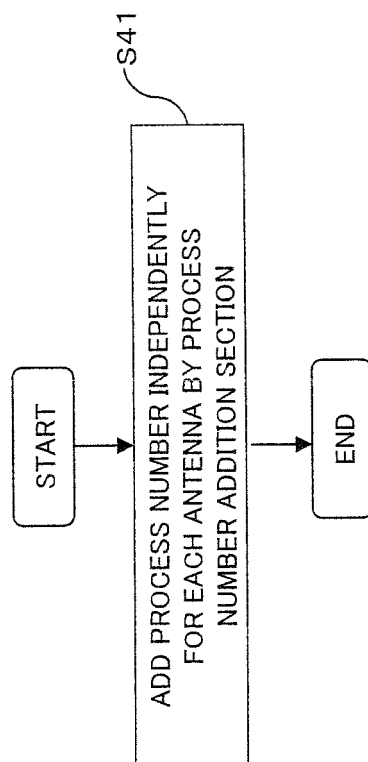 START
ADD PROCESS NUMBER INDEPENDENTLY
FOR EACH ANTENNA BY PROCESS
NUMBER ADDITION SECTION
S41
END